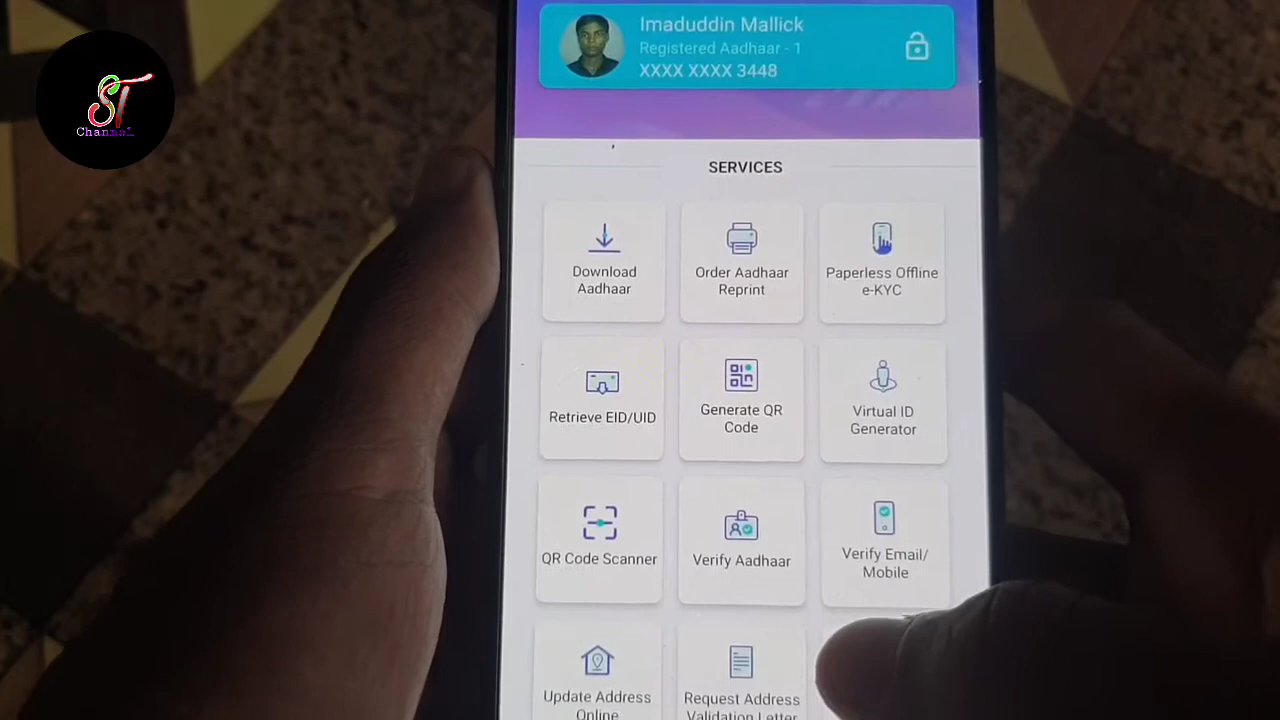 ST
Channel
Imaduddin Mallick
Registered Aadhaar - 1
XXXX XXXX 3448
SERVICES
Download
Aadhaar
Order Aadhaar
Reprint
Paperless Offline
e-KYC
Retrieve EID/UID
Generate QR
Code
Virtual ID
Generator
QR Code Scanner
Verify Aadhaar
Verify Email/
Mobile
Update Address
Online
Request Address
Validation Letter